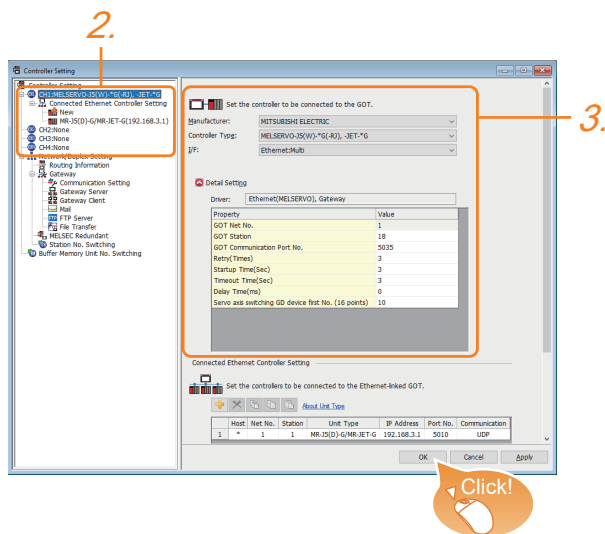 2.
Controller Setting
Controller Setting
CH1:MELSERVO-J5(W)-*G(-RJ), -JET-*G
Connected Ethernet Controller Setting
New
MR-J5(D)-G/MR-JET-G(192.168.3.1)
CH2:None
CH3:None
CH4:None
Network/Duplex Setting
Routing Information
Gateway
Communication Setting
Gateway Server
Gateway Client
Mail
FTP Server
File Transfer
MELSEC Redundant
Station No. Switching
Buffer Memory Unit No. Switching
3.
Set the controller to be connected to the GOT.
Manufacturer: MITSUBISHI ELECTRIC
Controller Type: MELSERVO-J5(W)-*G(-RJ), -JET-*G
I/F: Ethernet:Multi
Detail Setting
Driver: Ethernet(MELSERVO), Gateway
Property Value
GOT Net No. 1
GOT Station 18
GOT Communication Port No. 5035
Retry(Times) 3
Startup Time(Sec) 3
Timeout Time(Sec) 3
Delay Time(ms) 0
Servo axis switching GD device first No. (16 points) 10
Connected Ethernet Controller Setting
Set the controllers to be connected to the Ethernet-linked GOT.
About Unit Type
Host Net No. Station Unit Type IP Address Port No. Communication
1 * 1 1 MR-J5(D)-G/MR-JET-G 192.168.3.1 5010 UDP
OK Cancel Apply
Click!